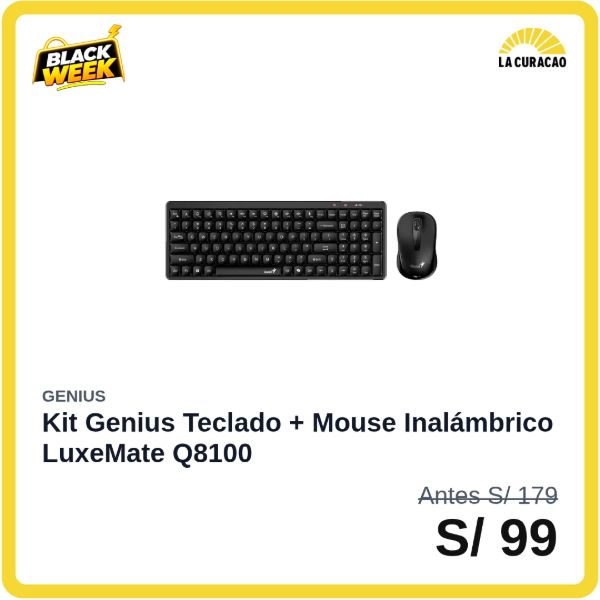 BLACK
WEEK
LA CURACAO
GENIUS
Kit Genius Teclado + Mouse Inalámbrico
LuxeMate Q8100
Antes S/ 179
S/ 99